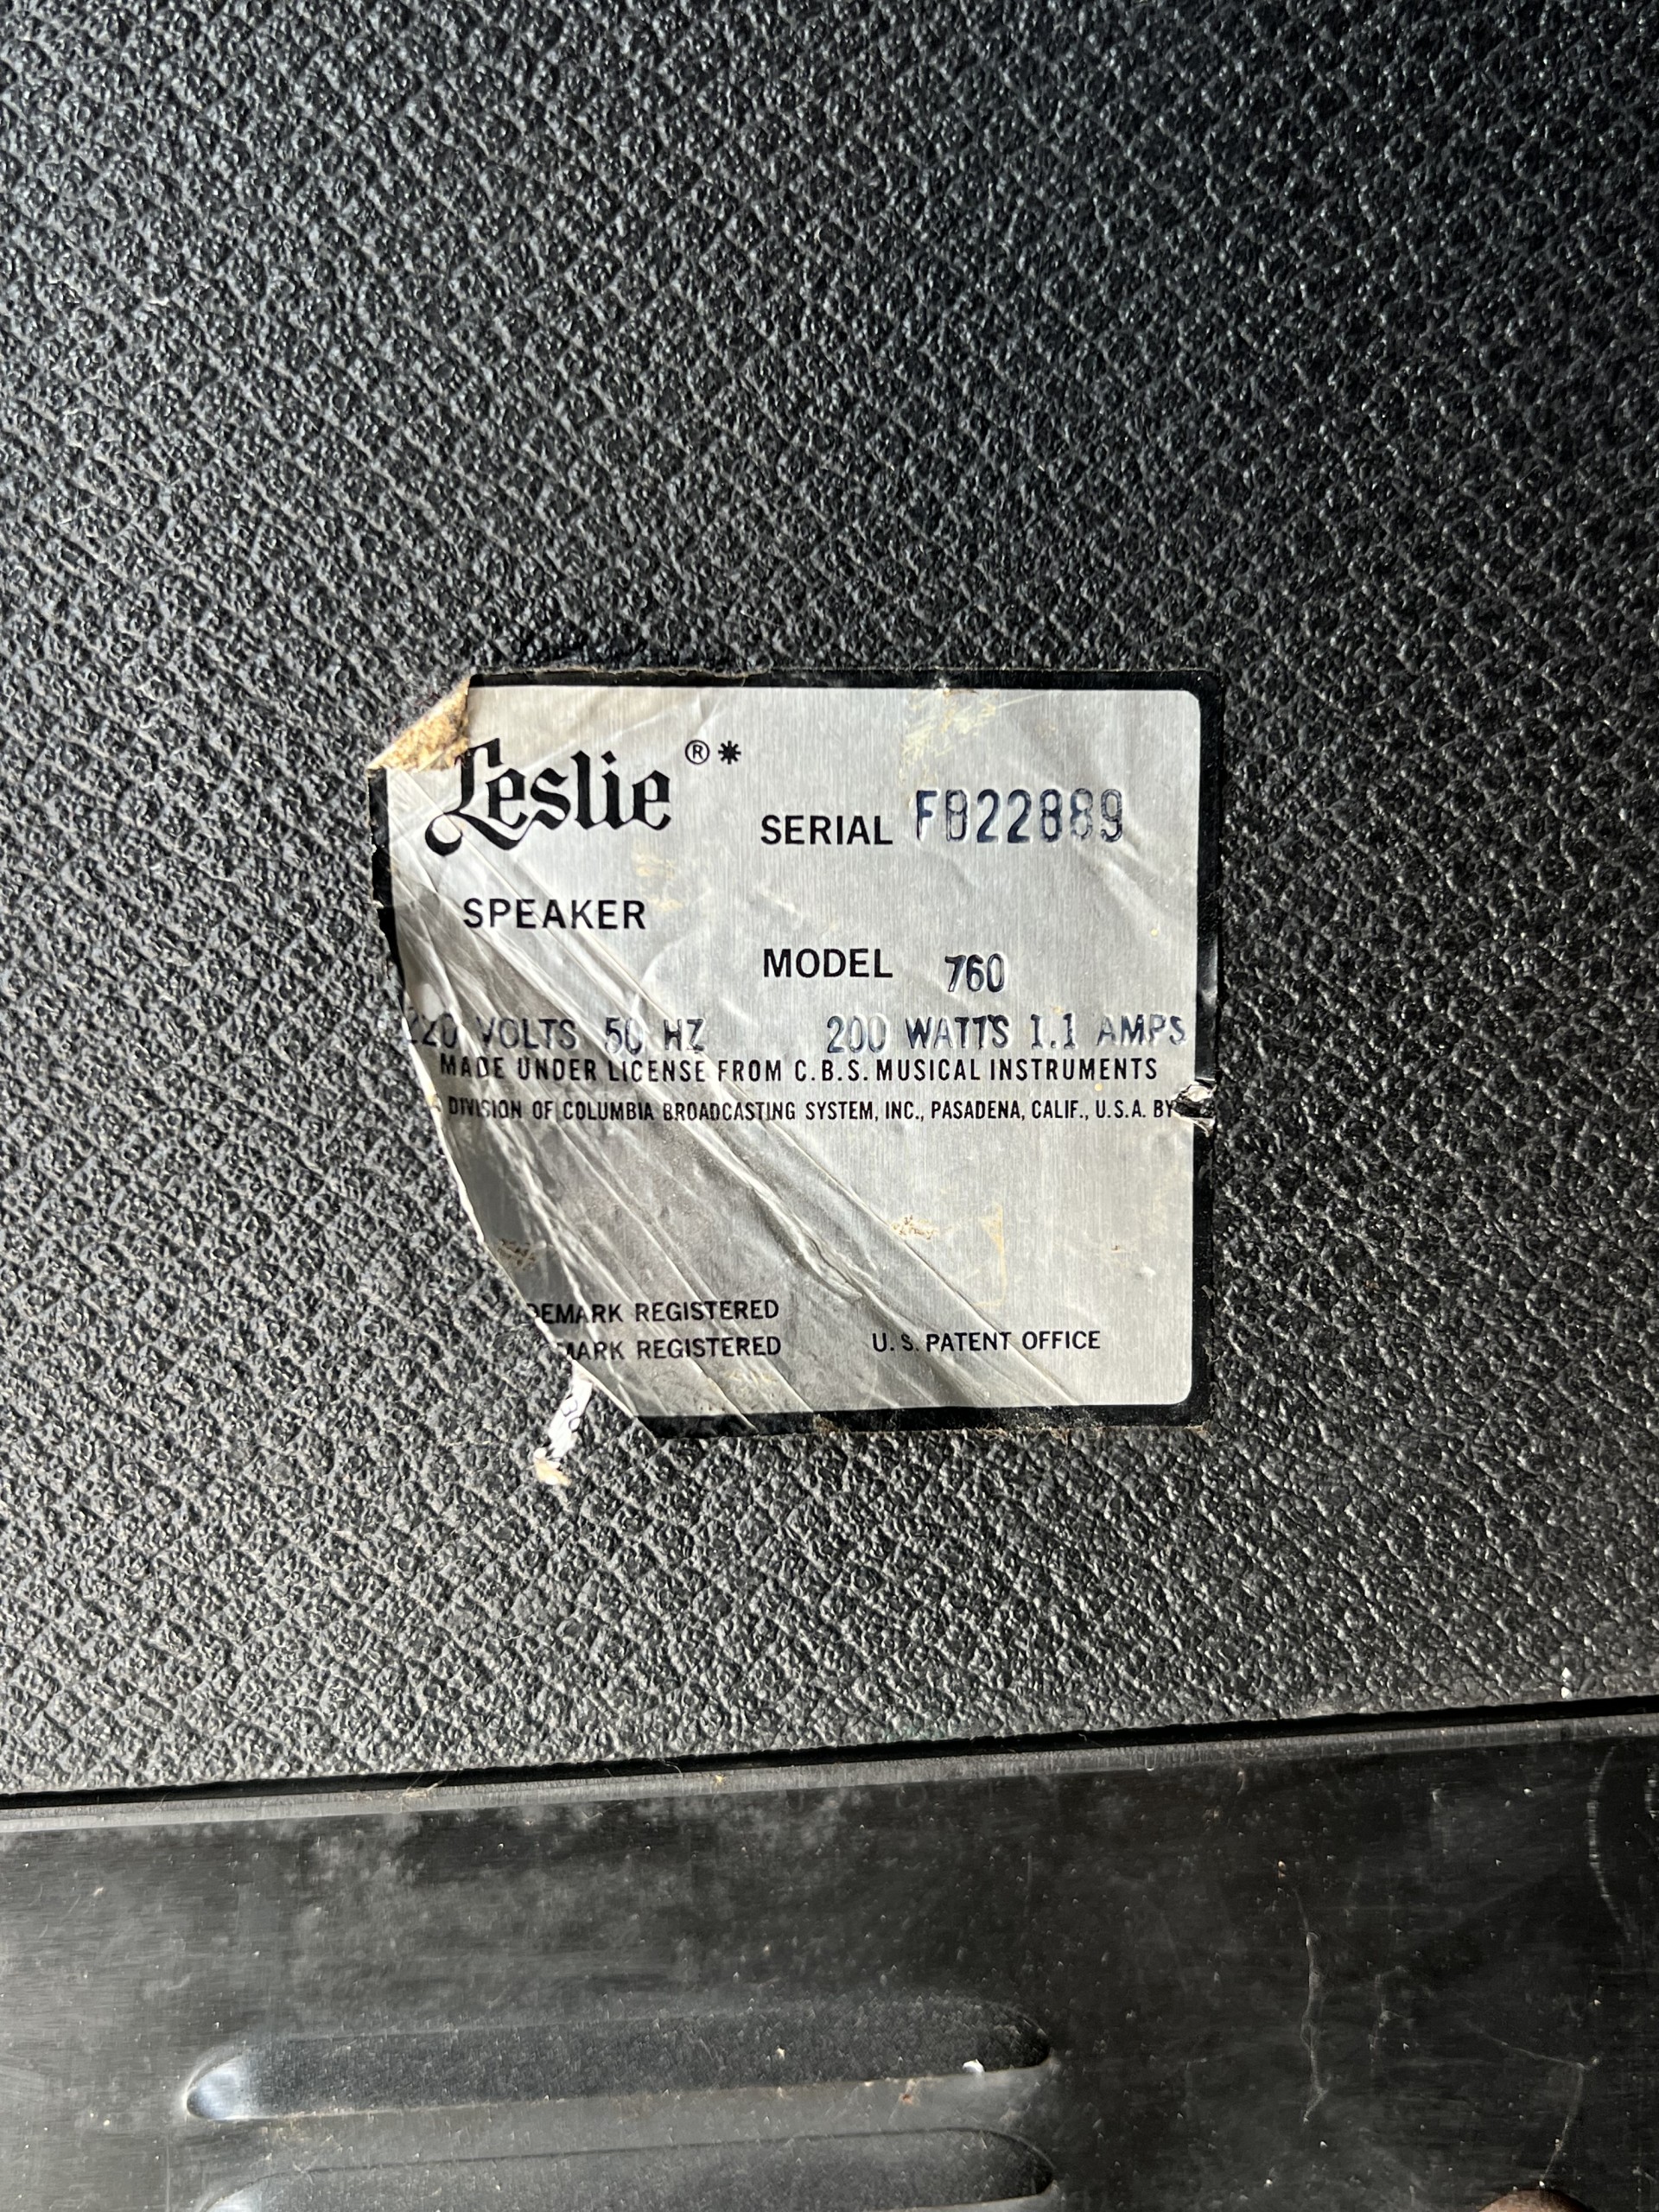 Leslie ® *
SERIAL FB22889
SPEAKER
MODEL 760
220 VOLTS 50 HZ 200 WATTS 1.1 AMPS
MADE UNDER LICENSE FROM C.B.S. MUSICAL INSTRUMENTS
DIVISION OF COLUMBIA BROADCASTING SYSTEM, INC., PASADENA, CALIF., U.S.A. BY
DEMARK REGISTERED
MARK REGISTERED U.S. PATENT OFFICE